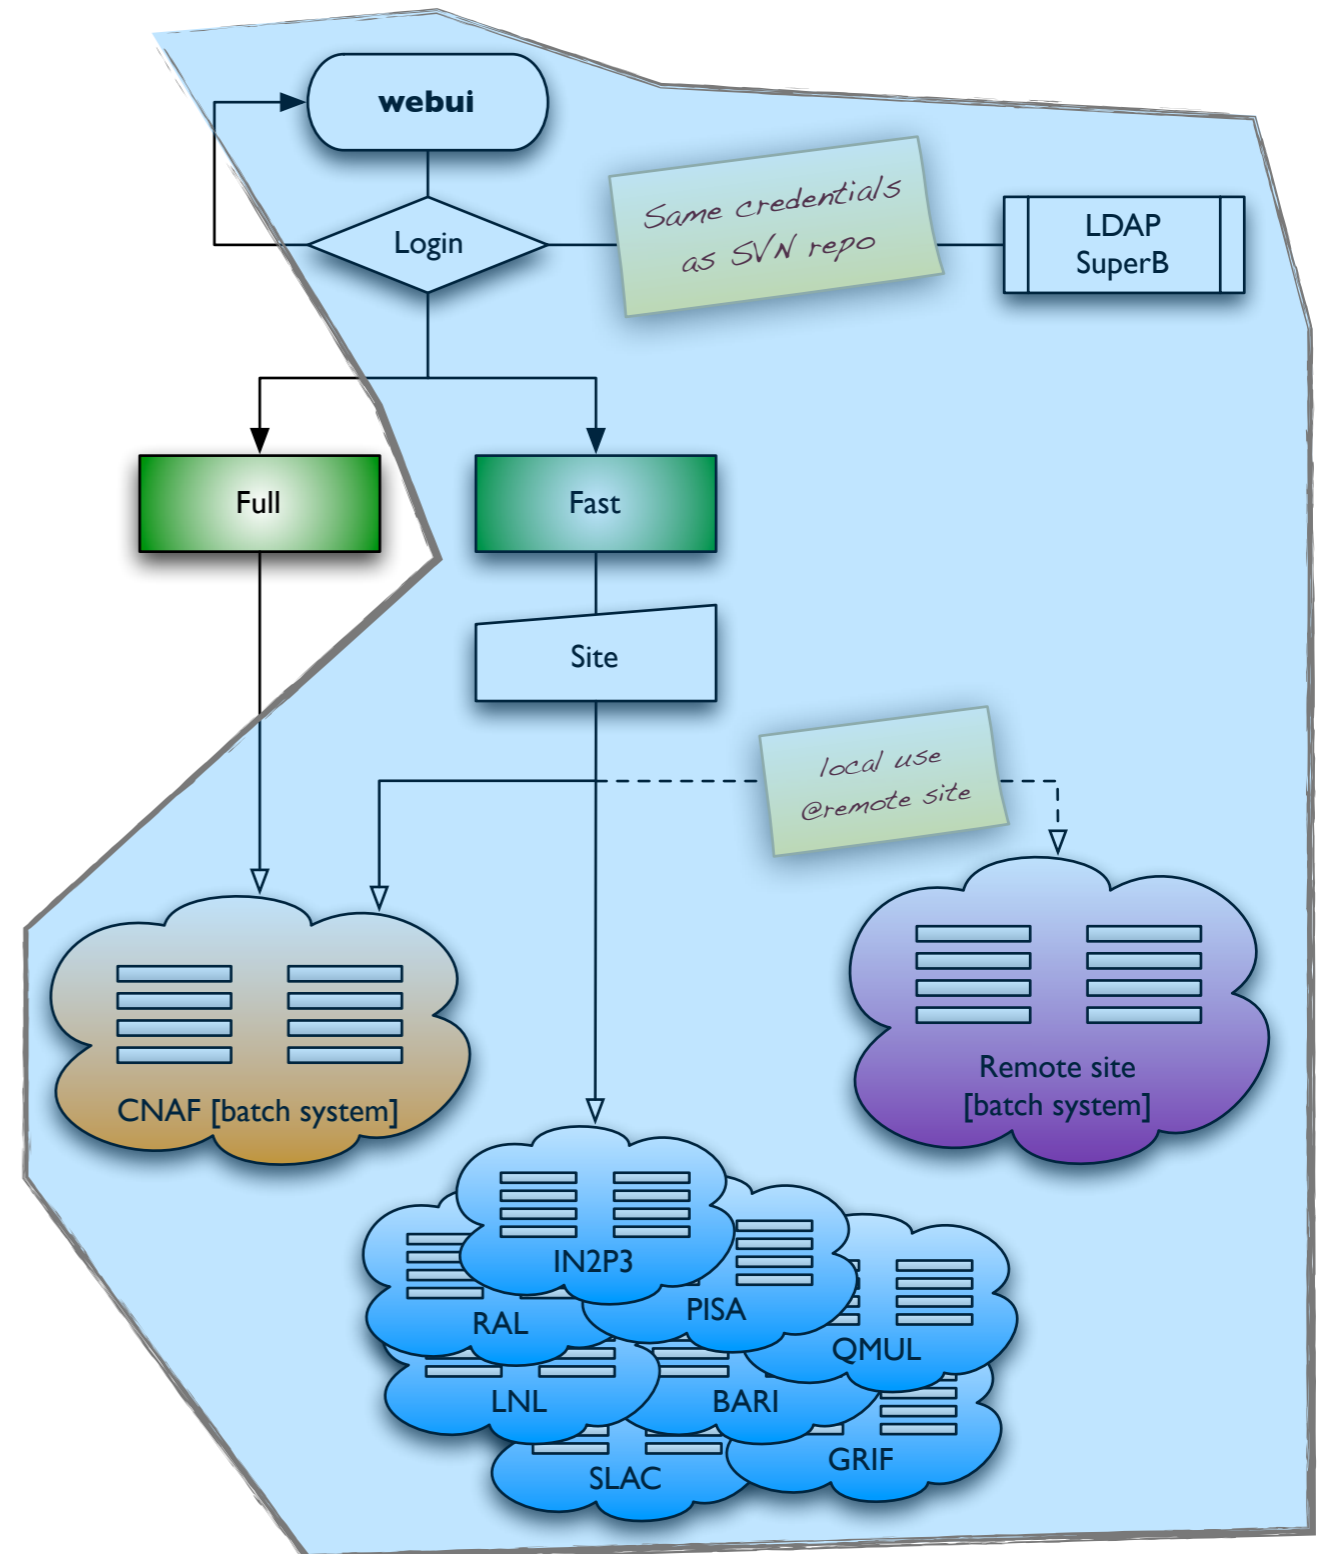 webui
Login
Same credentials
as SVN repo
LDAP
SuperB
Full
Fast
Site
local use
@remote site
CNAF [batch system]
Remote site
[batch system]
IN2P3
RAL
PISA
QMUL
LNL
BARI
SLAC
GRIF